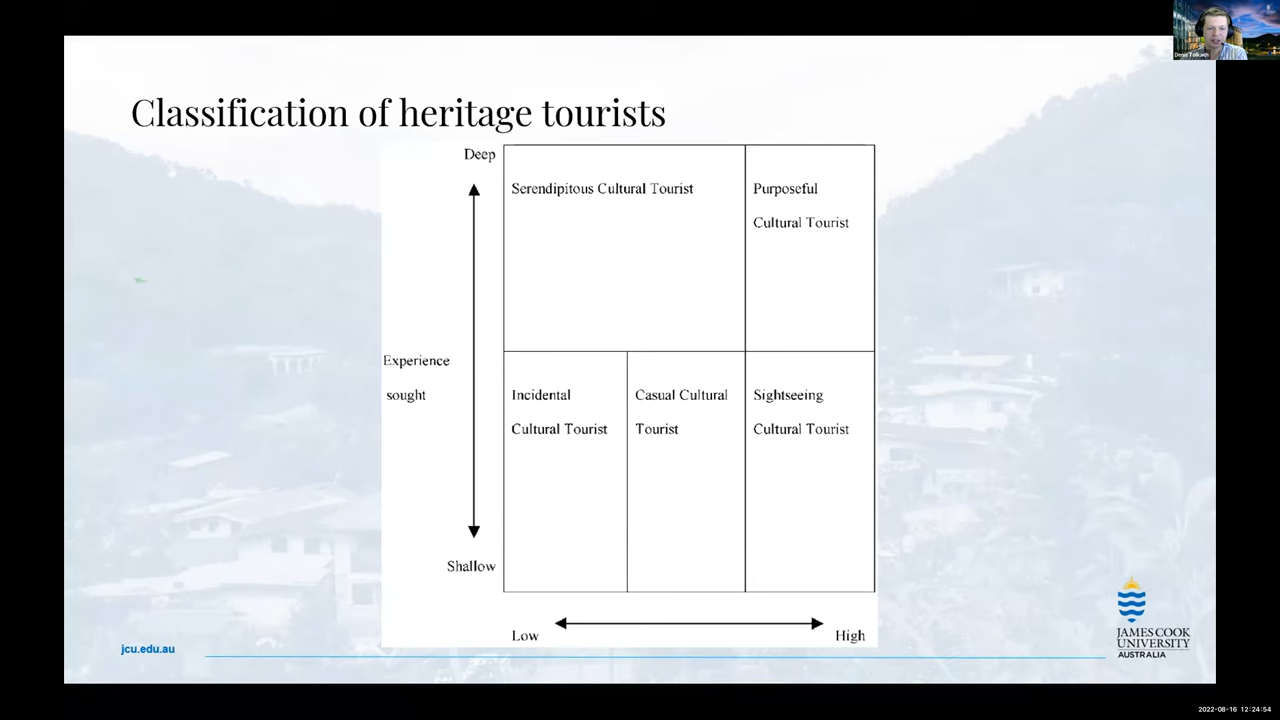 Classification of heritage tourists
Deep
Serendipitous Cultural Tourist
Purposeful
Cultural Tourist
Experience
sought
Incidental
Cultural Tourist
Casual Cultural
Tourist
Sightseeing
Cultural Tourist
Shallow
Low
High
jcu.edu.au
JAMES COOK
UNIVERSITY
AUSTRALIA
Denis Tolkach
2022-08-16 12:24:54